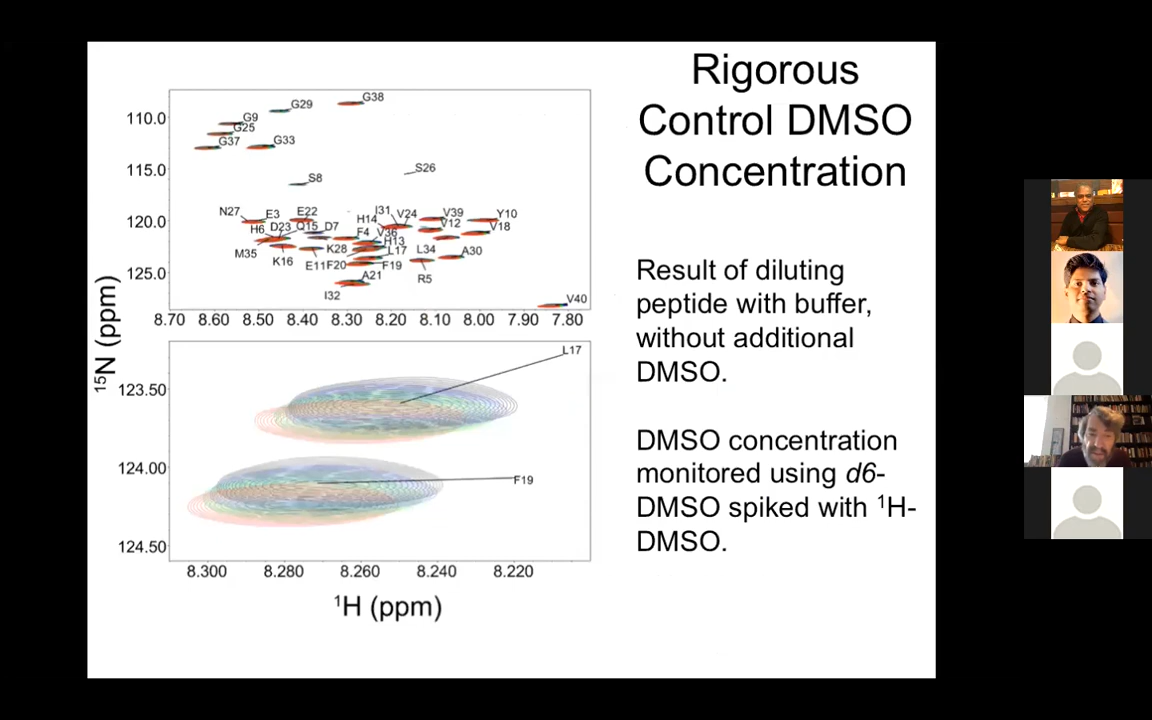 Rigorous
Control DMSO
Concentration
Result of diluting
peptide with buffer,
without additional
DMSO.
DMSO concentration
monitored using d6-
DMSO spiked with ¹H-
DMSO.
¹⁵N (ppm)
110.0
115.0
120.0
125.0
G38
G29
G9
G25
G37
G33
S26
S8
N27
E3
E22
I31
V24
V39
Y10
H14
V12
H6
D23
Q15
D7
F4
V36
V18
H13
M35
K28
L17
L34
A30
K16
E11
F20
F19
R5
A21
I32
V40
8.70 8.60 8.50 8.40 8.30 8.20 8.10 8.00 7.90 7.80
L17
123.50
124.00
F19
124.50
8.300 8.280 8.260 8.240 8.220
¹H (ppm)